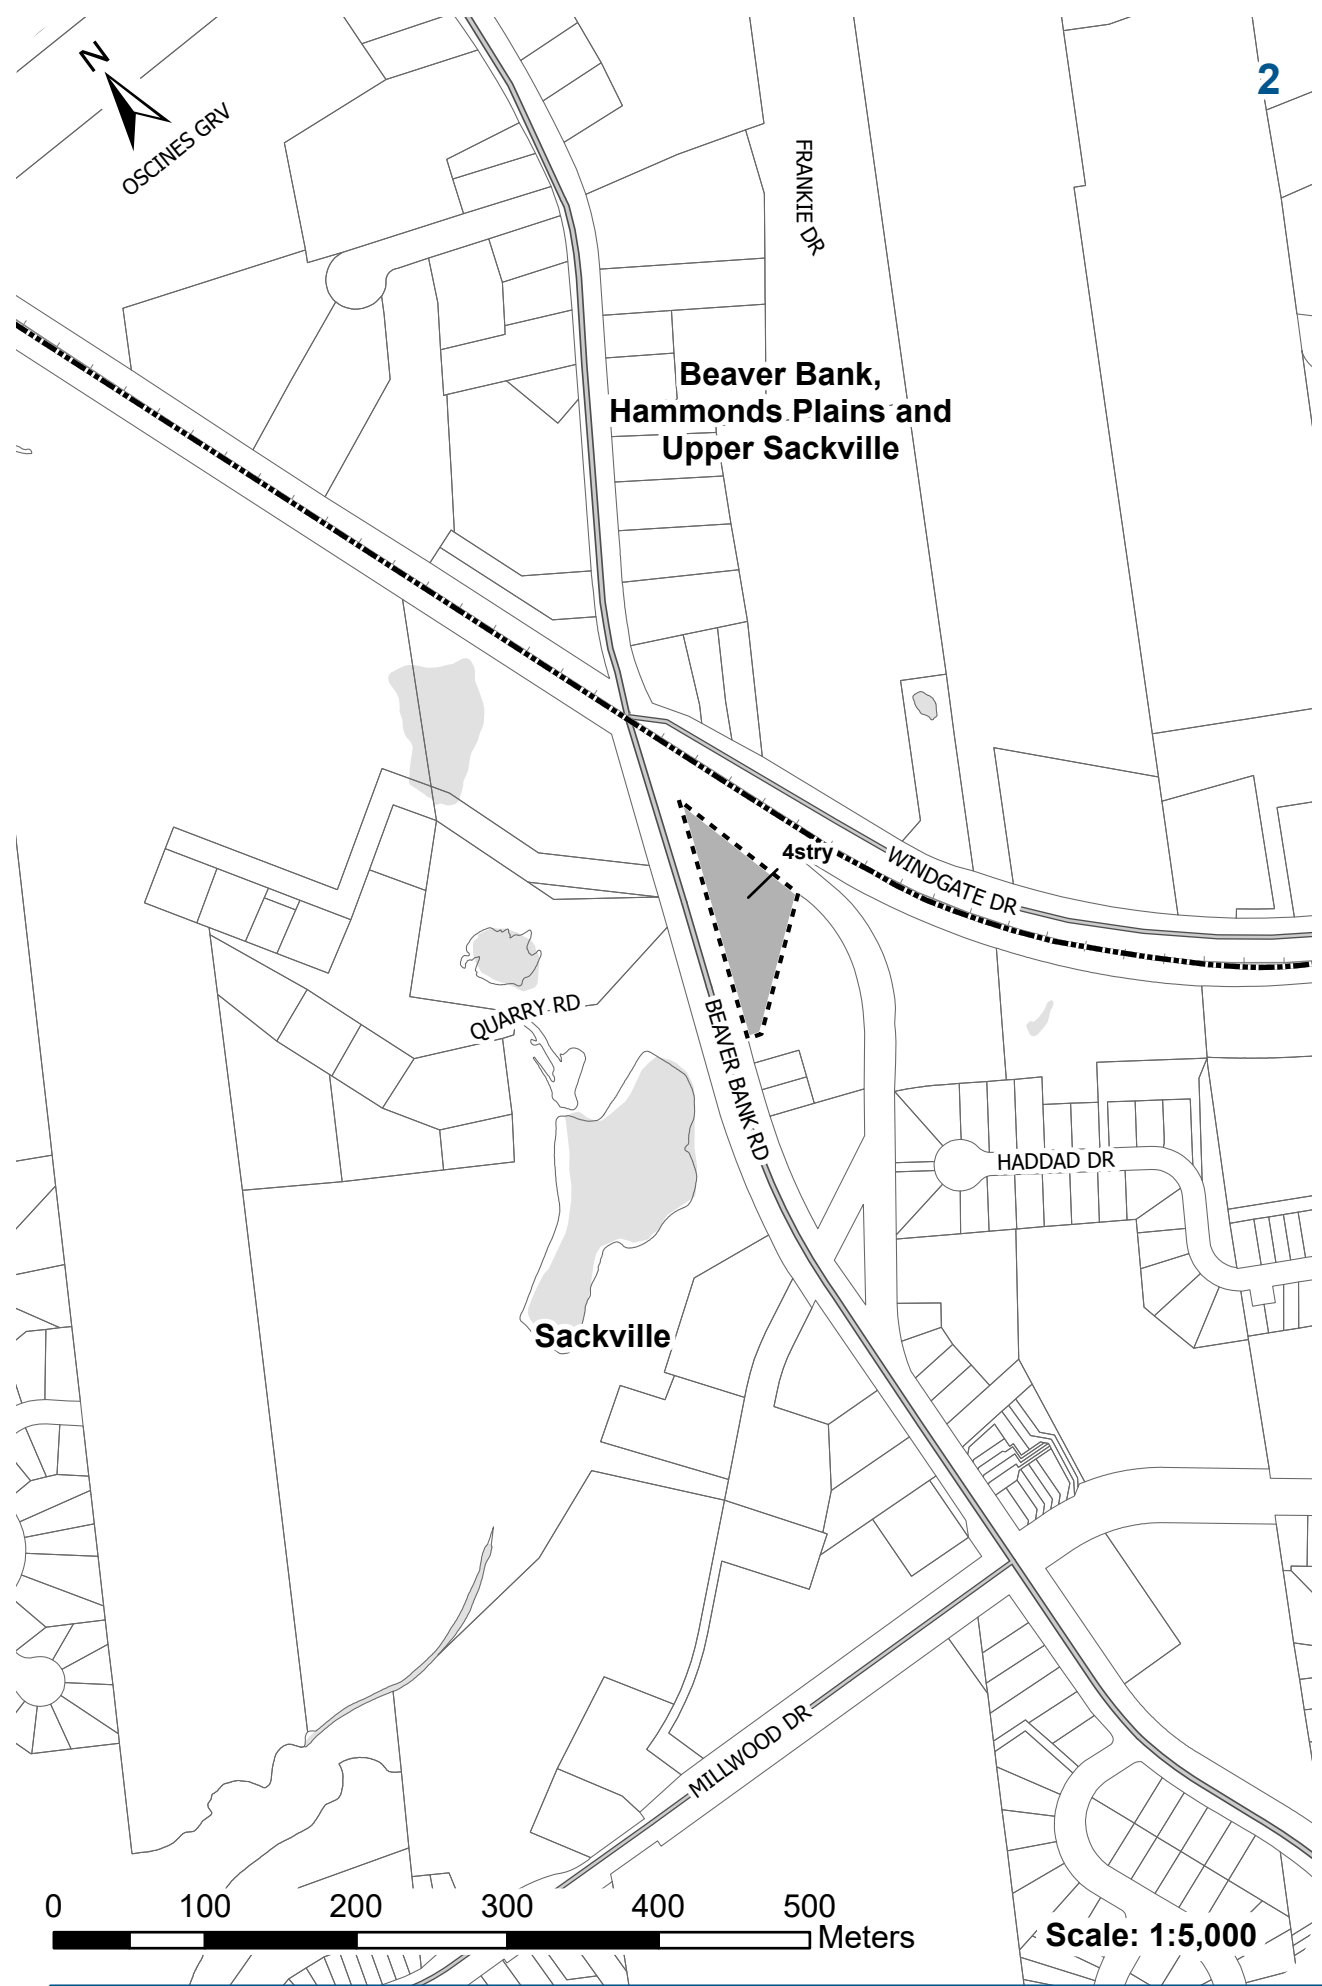 N
2
OSCINES GRV
FRANKIE DR
Beaver Bank,
Hammonds Plains and
Upper Sackville
4stry
WINDGATE DR
QUARRY RD
BEAVER BANK RD
HADDAD DR
Sackville
MILLWOOD DR
0 100 200 300 400 500
Meters
Scale: 1:5,000